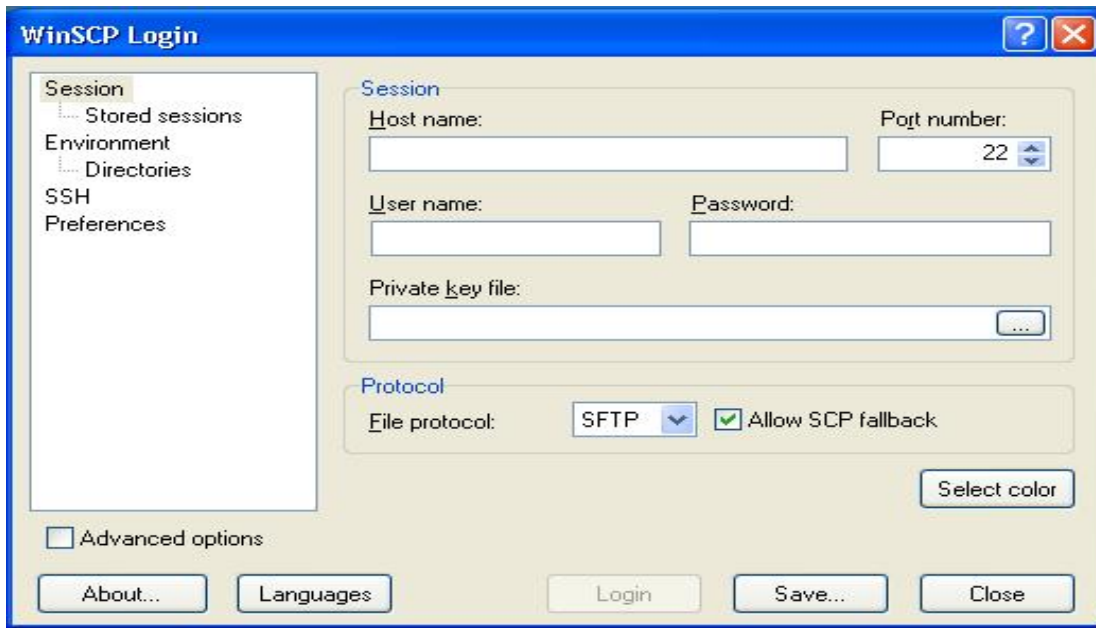 WinSCP Login
?
Session
Stored sessions
Environment
Directories
SSH
Preferences
Session
Host name:
Port number:
22
User name:
Password:
Private key file:
...
Protocol
File protocol:
SFTP
Allow SCP fallback
Select color
Advanced options
About...
Languages
Login
Save...
Close